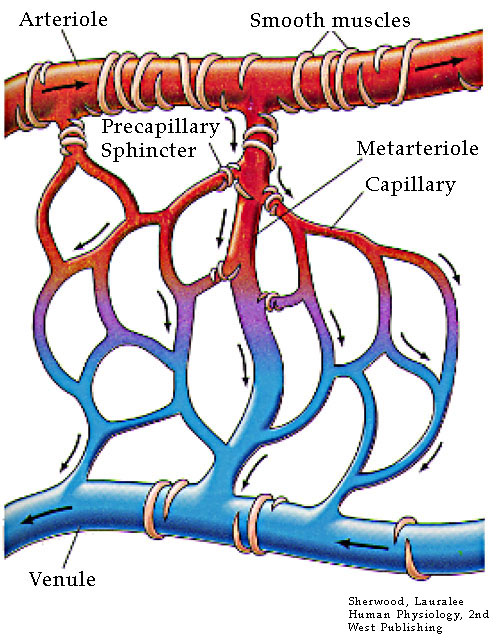 Arteriole
Smooth muscles
Precapillary
Sphincter
Metarteriole
Capillary
Venule
Sherwood, Lauralee
Human Physiology, 2nd
West Publishing